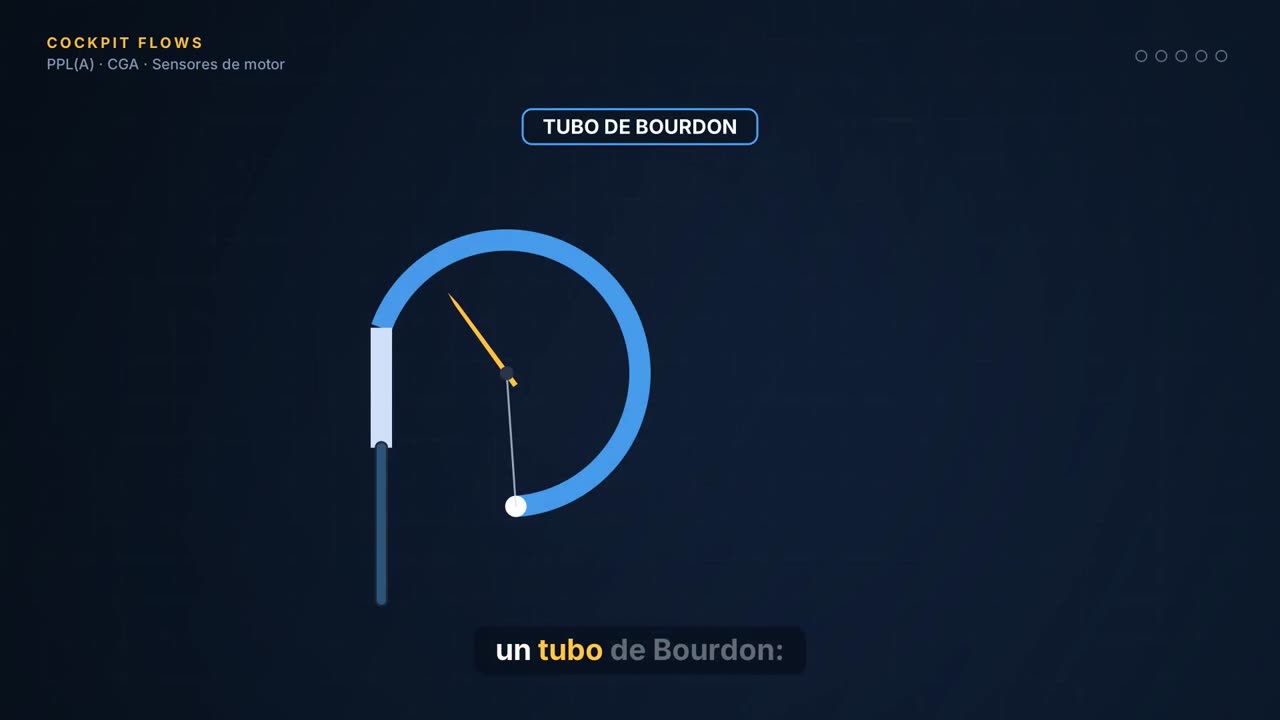 COCKPIT FLOWS
PPL(A) · CGA · Sensores de motor
TUBO DE BOURDON
un tubo de Bourdon: